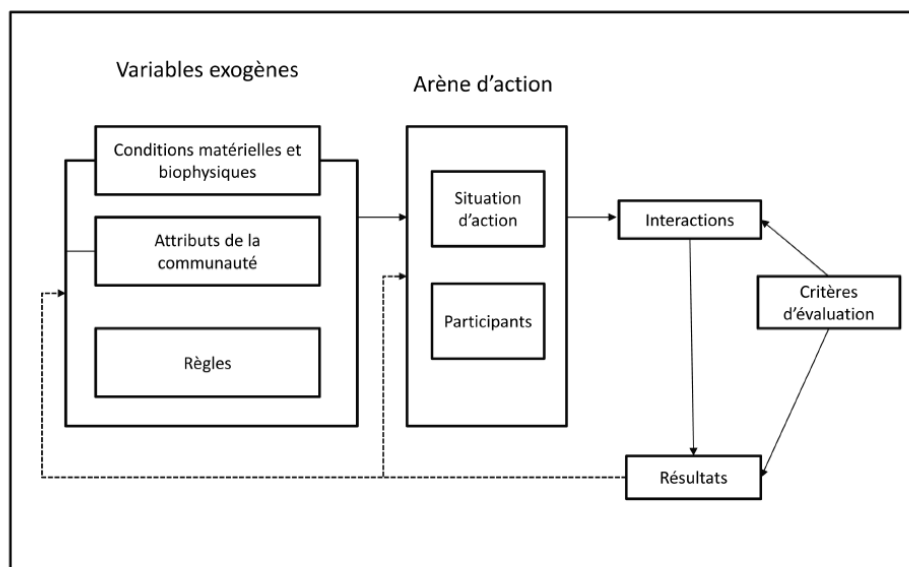 Variables exogènes
Conditions matérielles et
biophysiques
Attributs de la
communauté
Règles
Arène d’action
Situation
d’action
Participants
Interactions
Critères
d’évaluation
Résultats